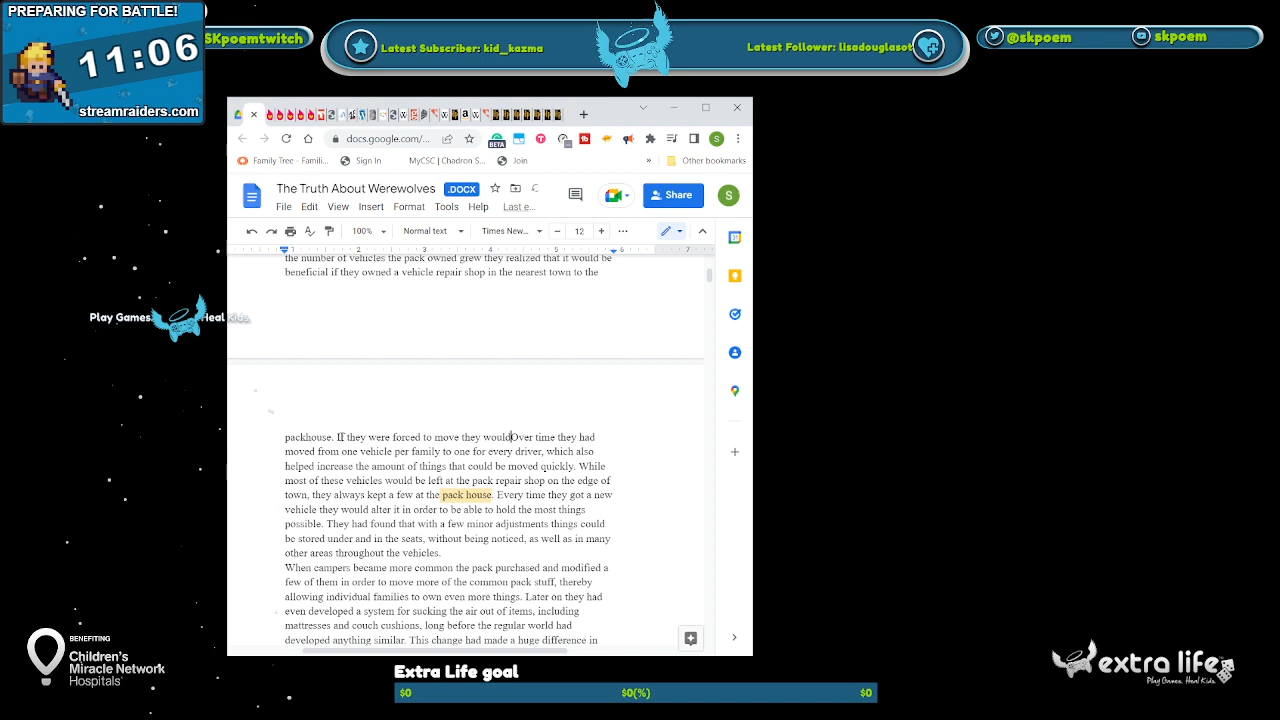 PREPARING FOR BATTLE!
11:06
streamraiders.com
SKpoemtwitch
Latest Subscriber: kid_kazma
Latest Follower: lisadouglasot
@skpoem
skpoem
docs.google.com/...
BETA
Family Tree - Famili...
Sign In
MyCSC | Chadron S...
Join
»
Other bookmarks
The Truth About Werewolves
.DOCX
Share
S
File Edit View Insert Format Tools Help Last e...
100%
Normal text
Times New...
12
1 2 3 4 5 6 7
the number of vehicles the pack owned grew they realized that it would be
beneficial if they owned a vehicle repair shop in the nearest town to the
Play Games. Heal Kids.
packhouse. If they were forced to move they wouldOver time they had
moved from one vehicle per family to one for every driver, which also
helped increase the amount of things that could be moved quickly. While
most of these vehicles would be left at the pack repair shop on the edge of
town, they always kept a few at the pack house. Every time they got a new
vehicle they would alter it in order to be able to hold the most things
possible. They had found that with a few minor adjustments things could
be stored under and in the seats, without being noticed, as well as in many
other areas throughout the vehicles.
When campers became more common the pack purchased and modified a
few of them in order to move more of the common pack stuff, thereby
allowing individual families to own even more things. Later on they had
even developed a system for sucking the air out of items, including
mattresses and couch cushions, long before the regular world had
developed anything similar. This change had made a huge difference in
BENEFITING
Children's
Miracle Network
Hospitals
Extra Life goal
$0 $0(%) $0
extra life
Play Games. Heal Kids.